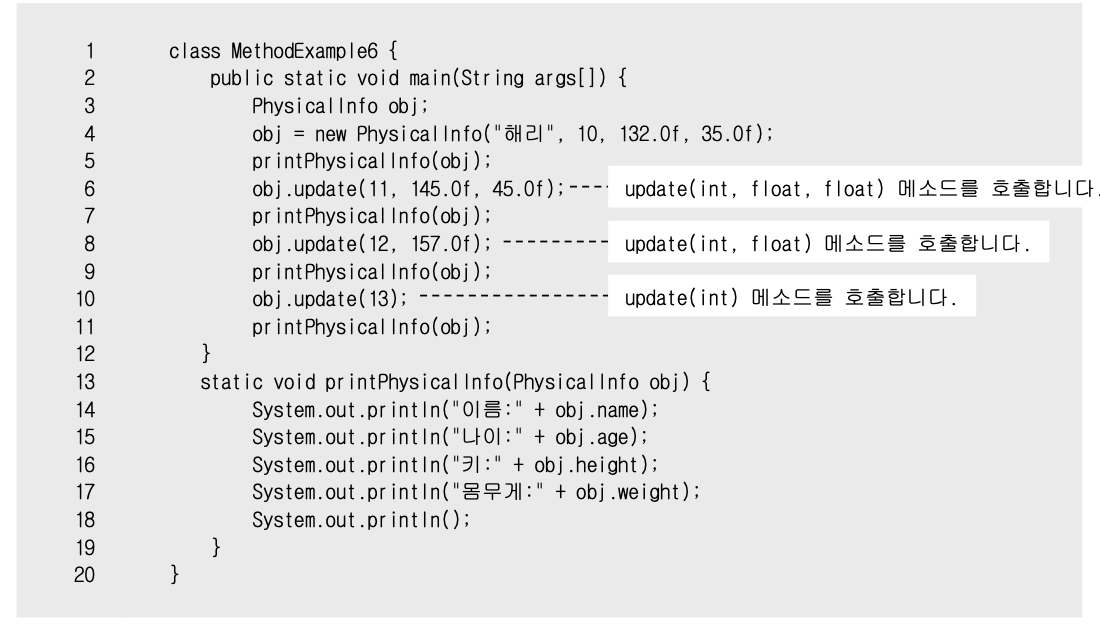 1 class MethodExample6 {
2 public static void main(String args[]) {
3 PhysicalInfo obj;
4 obj = new PhysicalInfo("해리", 10, 132.0f, 35.0f);
5 printPhysicalInfo(obj);
6 obj.update(11, 145.0f, 45.0f); update(int, float, float) 메소드를 호출합니다.
7 printPhysicalInfo(obj);
8 obj.update(12, 157.0f); update(int, float) 메소드를 호출합니다.
9 printPhysicalInfo(obj);
10 obj.update(13); update(int) 메소드를 호출합니다.
11 printPhysicalInfo(obj);
12 }
13 static void printPhysicalInfo(PhysicalInfo obj) {
14 System.out.println("이름:" + obj.name);
15 System.out.println("나이:" + obj.age);
16 System.out.println("키:" + obj.height);
17 System.out.println("몸무게:" + obj.weight);
18 System.out.println();
19 }
20 }